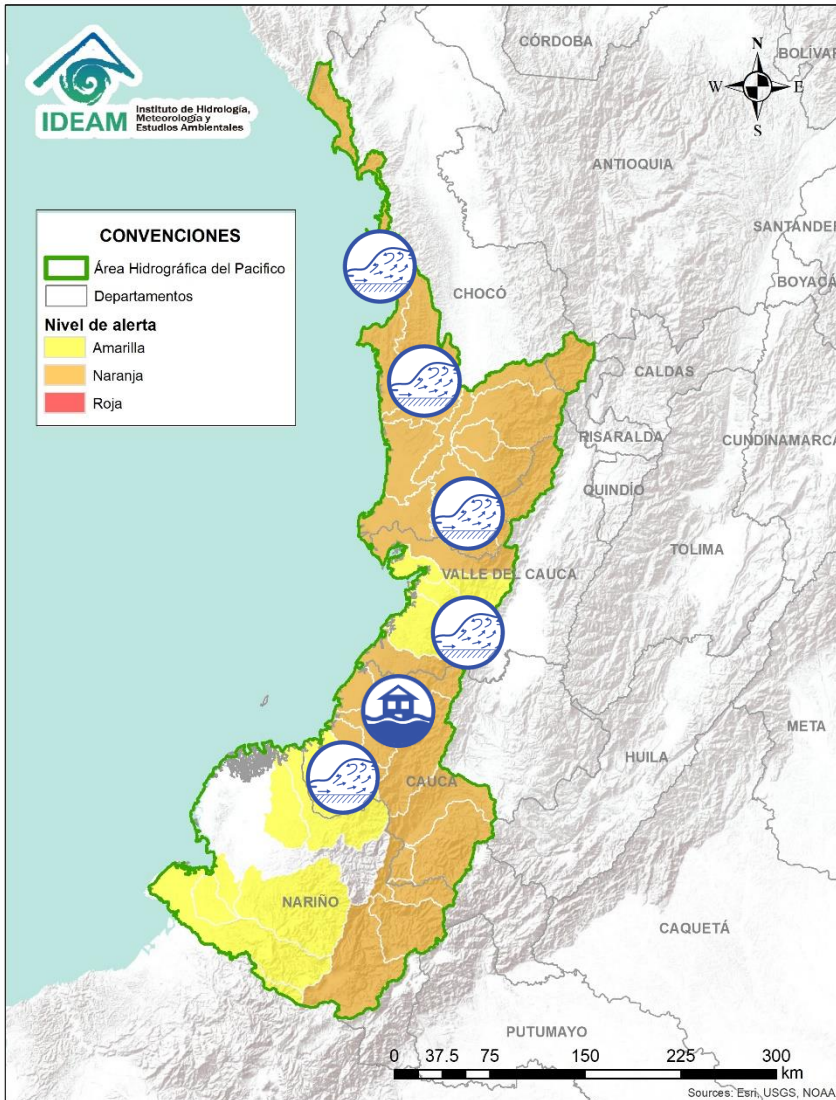 IDEAM
Instituto de Hidrología,
Meteorología y
Estudios Ambientales
CÓRDOBA
BOLÍVAR
N
W
E
S
ANTIOQUIA
SANTANDER
BOYACÁ
CONVENCIONES
Área Hidrográfica del Pacifico
Departamentos
Nivel de alerta
Amarilla
Naranja
Roja
CHOCÓ
CALDAS
RISARALDA
CUNDINAMARCA
QUINDÍO
TOLIMA
VALLE DEL CAUCA
META
HUILA
CAUCA
NARIÑO
CAQUETÁ
PUTUMAYO
0 37.5 75 150 225 300
km
Sources: Esri, USGS, NOAA